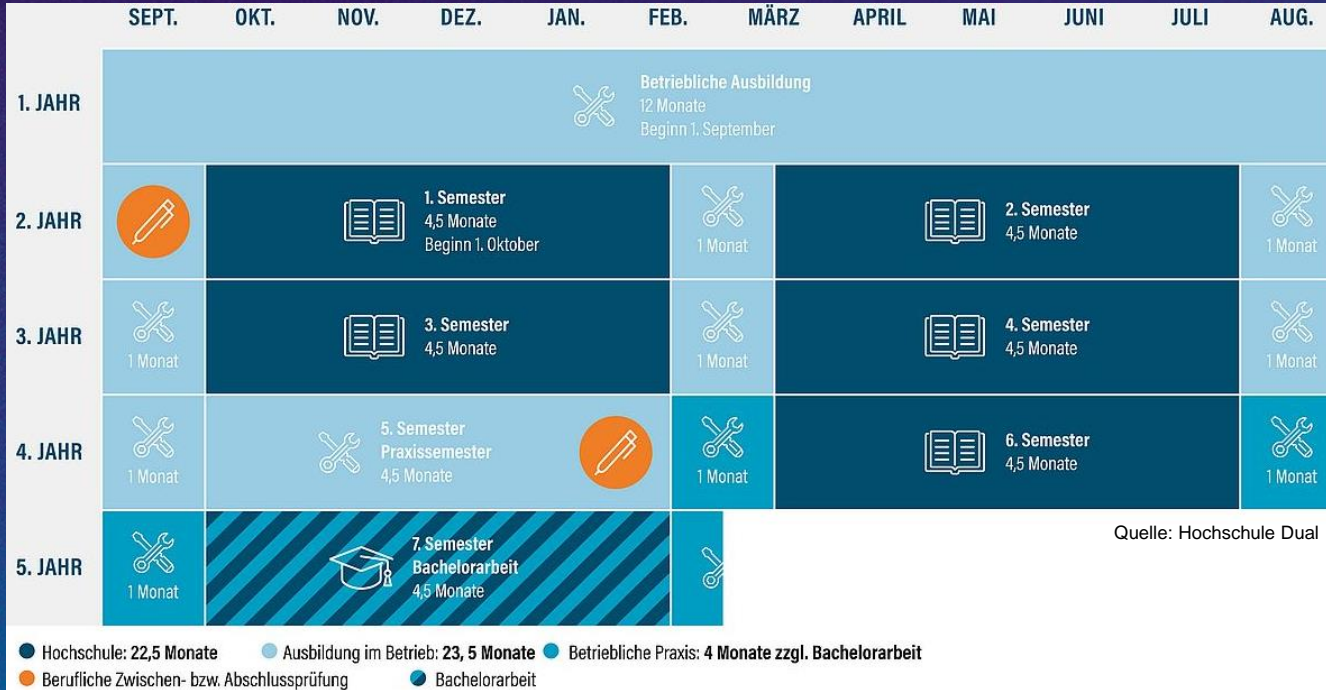 SEPT. OKT. NOV. DEZ. JAN. FEB. MÄRZ APRIL MAI JUNI JULI AUG.
1. JAHR
Betriebliche Ausbildung
12 Monate
Beginn 1. September
2. JAHR
1. Semester
4,5 Monate
Beginn 1. Oktober
1 Monat
2. Semester
4,5 Monate
1 Monat
3. JAHR
1 Monat
3. Semester
4,5 Monate
1 Monat
4. Semester
4,5 Monate
1 Monat
4. JAHR
1 Monat
5. Semester
Praxissemester
4,5 Monate
1 Monat
6. Semester
4,5 Monate
1 Monat
5. JAHR
1 Monat
7. Semester
Bachelorarbeit
4,5 Monate
Quelle: Hochschule Dual
Hochschule: 22,5 Monate Ausbildung im Betrieb: 23, 5 Monate Betriebliche Praxis: 4 Monate zzgl. Bachelorarbeit
Berufliche Zwischen- bzw. Abschlussprüfung Bachelorarbeit